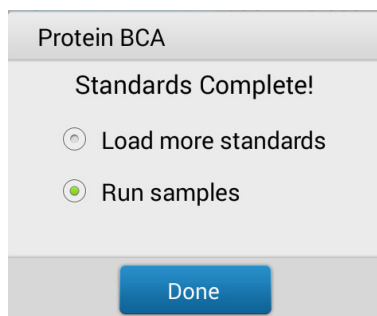 Protein BCA
Standards Complete!
Load more standards
Run samples
Done